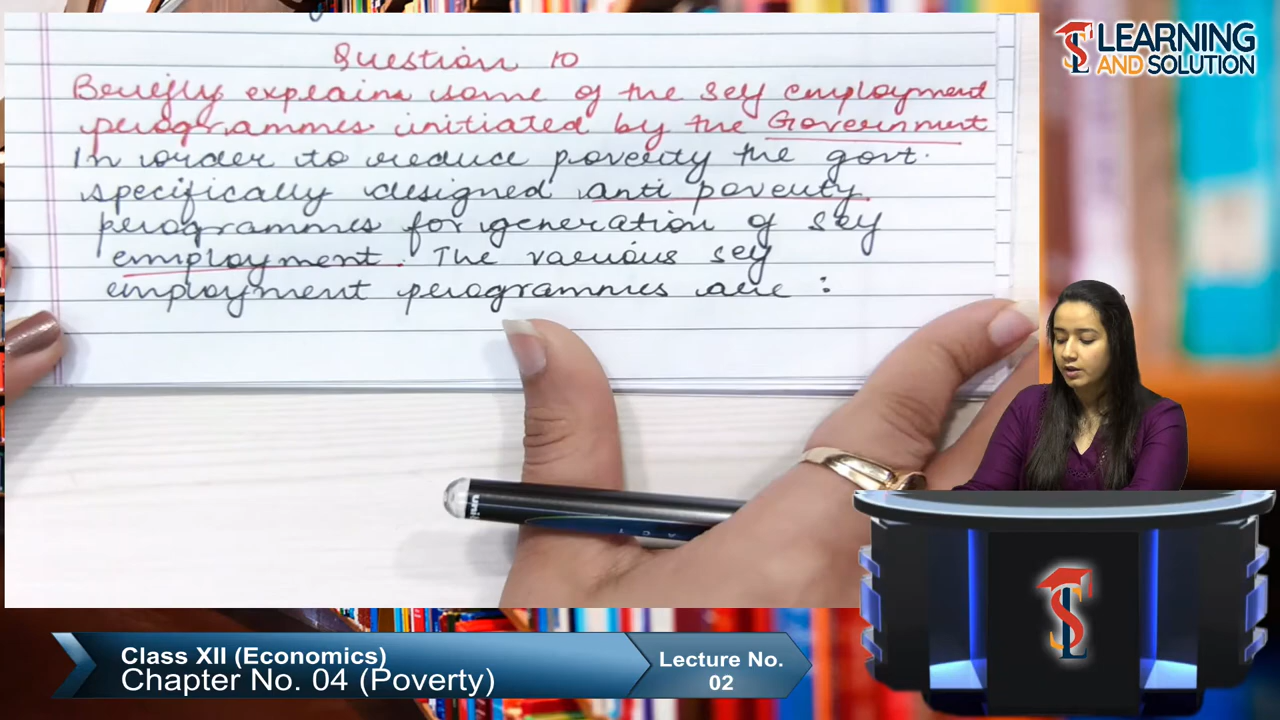 Question 10
Briefly explain some of the self employment
programmes initiated by the Government
In order to reduce poverty the govt.
specifically designed anti poverty
programmes for generation of self
employment. The various self
employment programmes are :
LEARNING
AND SOLUTION
Class XII (Economics)
Chapter No. 04 (Poverty)
Lecture No.
02